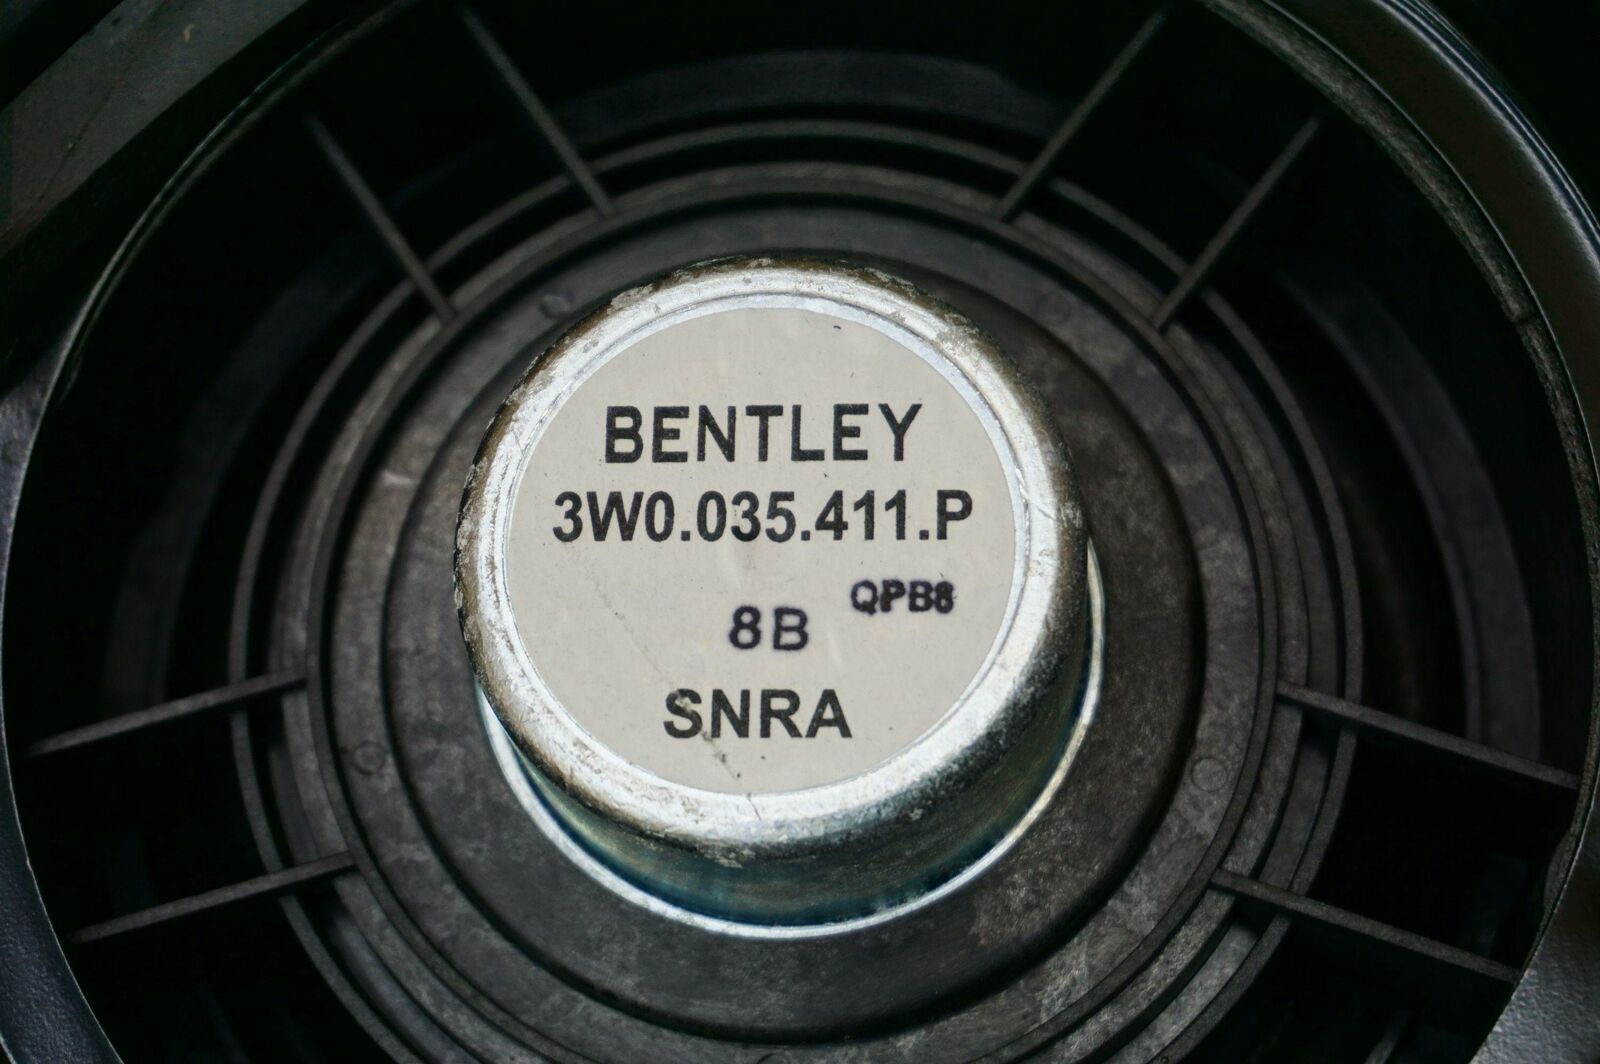 BENTLEY
3W0.035.411.P
QPB8
8B
SNRA